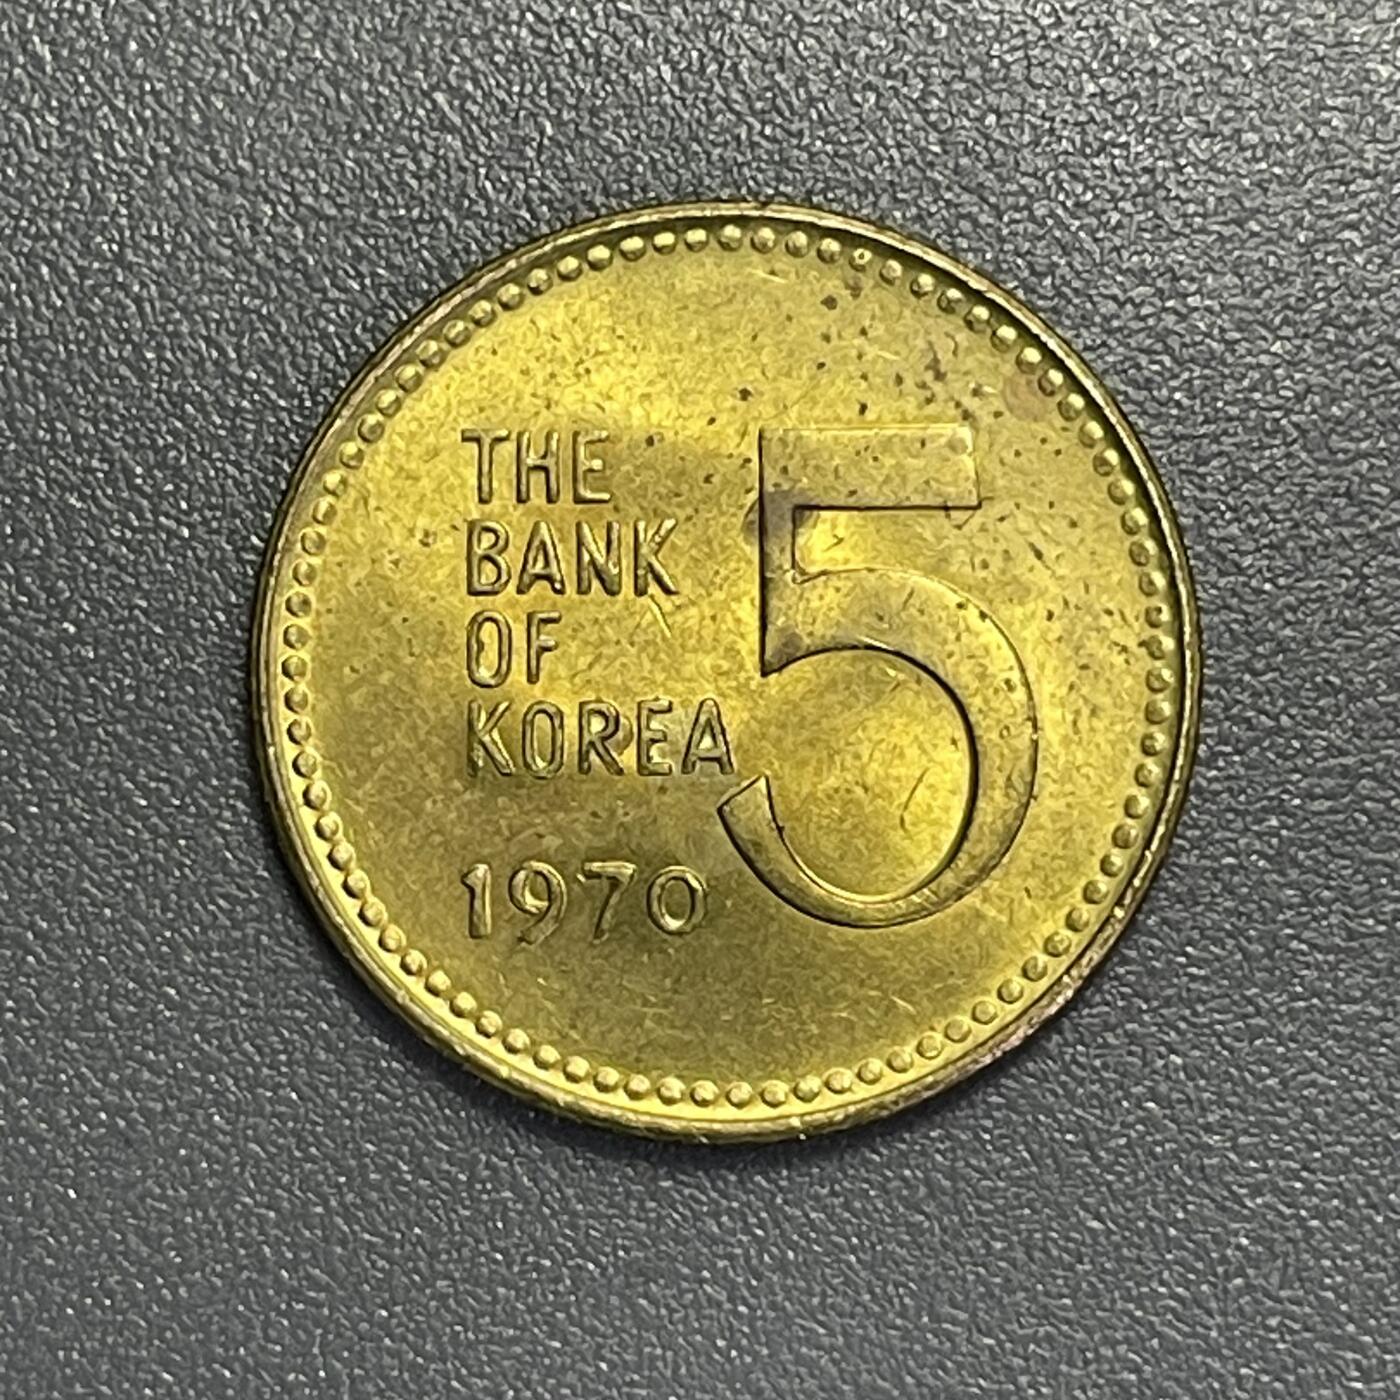 THE
BANK
OF
KOREA
1970
5